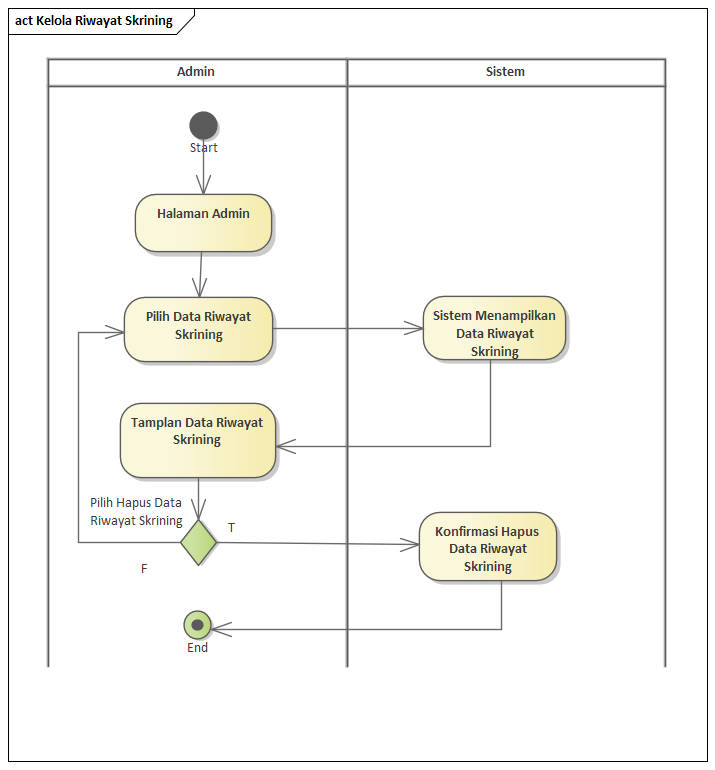 act Kelola Riwayat Skrining
Admin
Sistem
Start
Halaman Admin
Pilih Data Riwayat
Skrining
Sistem Menampilkan
Data Riwayat
Skrining
Tamplan Data Riwayat
Skrining
Pilih Hapus Data
Riwayat Skrining
T
F
Konfirmasi Hapus
Data Riwayat
Skrining
End